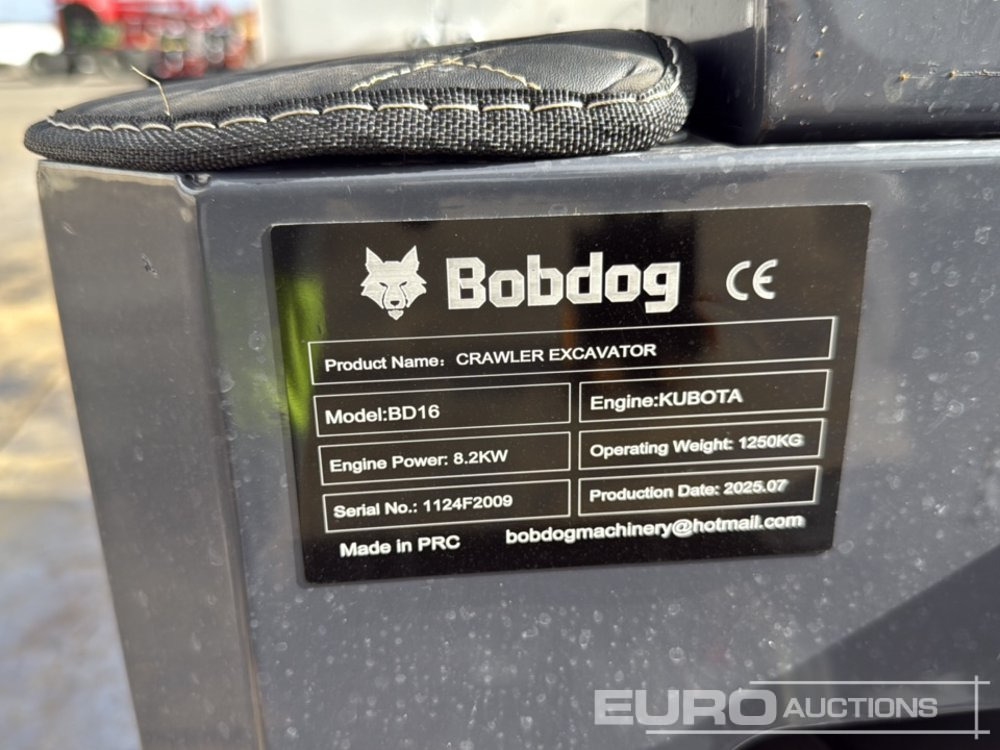 Bobdog CE
Product Name: CRAWLER EXCAVATOR
Model:BD16
Engine:KUBOTA
Engine Power: 8.2KW
Operating Weight: 1250KG
Serial No.: 1124F2009
Production Date: 2025.07
Made in PRC
bobdogmachinery@hotmail.com
EURO AUCTIONS